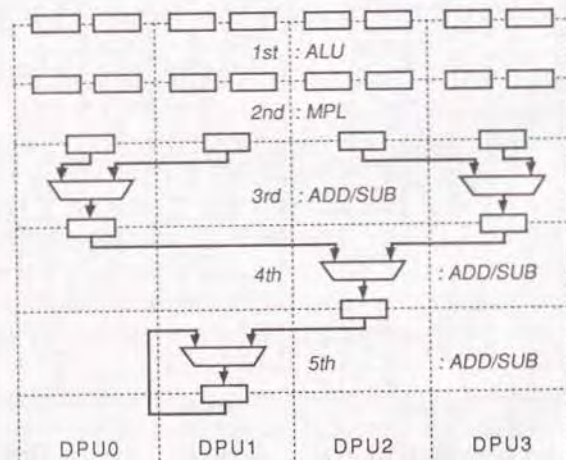 1st : ALU
2nd : MPL
3rd : ADD/SUB
4th : ADD/SUB
5th : ADD/SUB
DPU0 DPU1 DPU2 DPU3